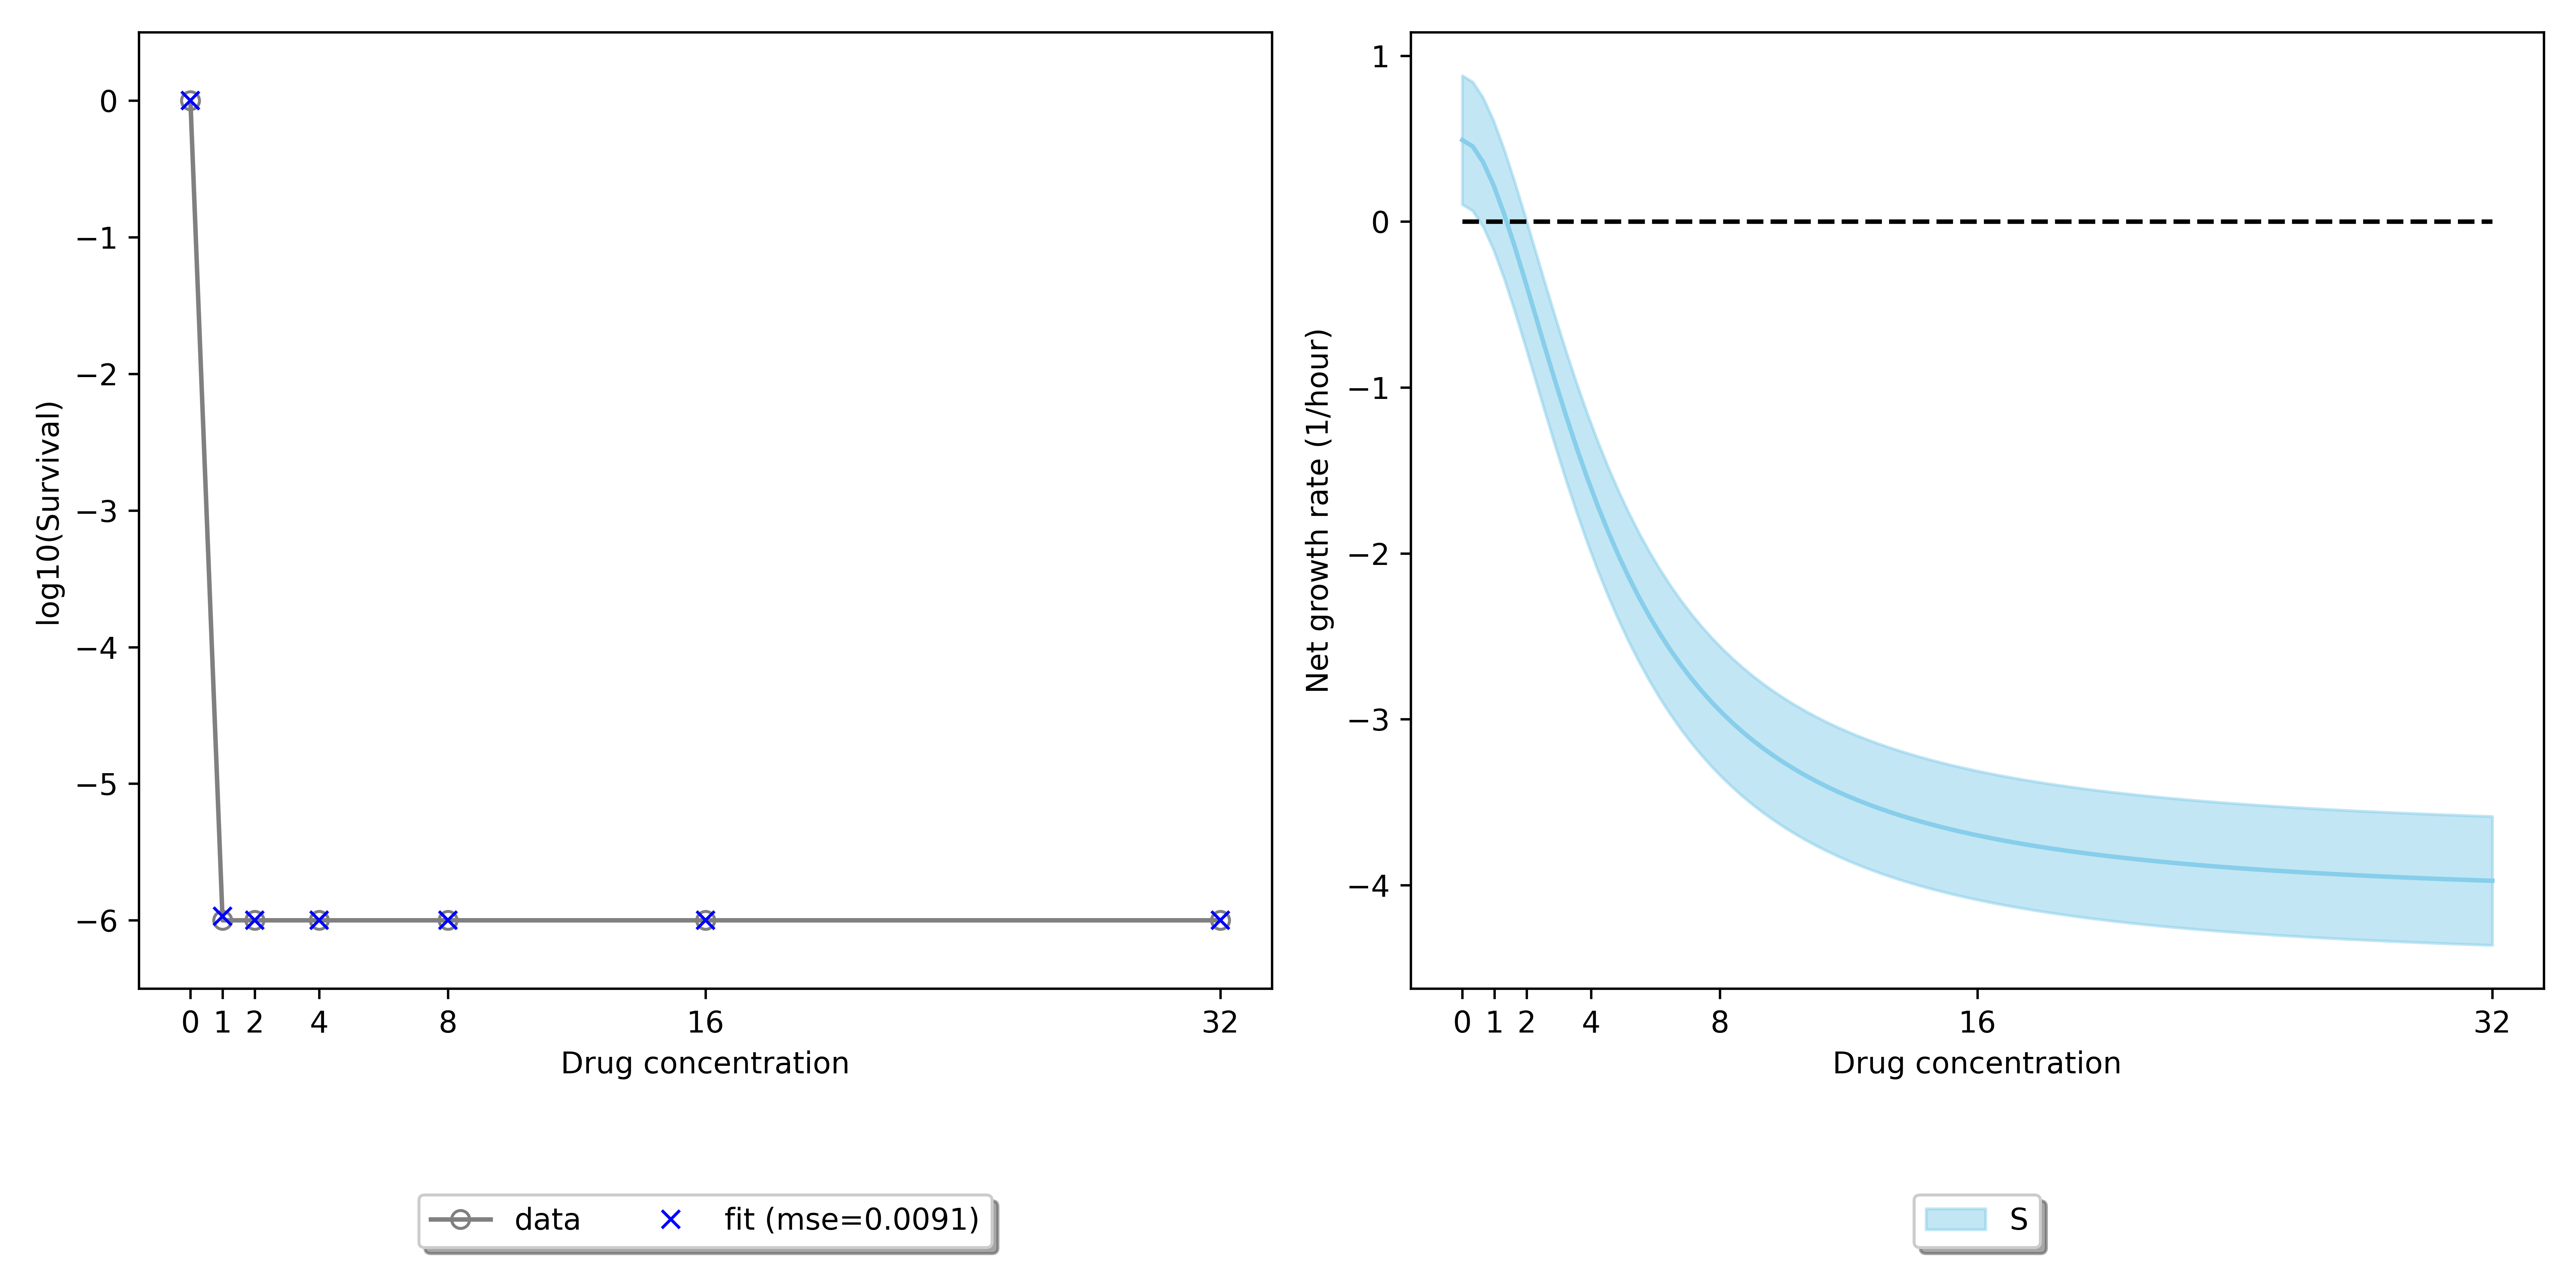 0
−1
−2
−3
−4
−5
−6
log10(Survival)
0 1 2 4 8 16 32
Drug concentration
data fit (mse=0.0091)
1
0
−1
−2
−3
−4
Net growth rate (1/hour)
0 1 2 4 8 16 32
Drug concentration
S